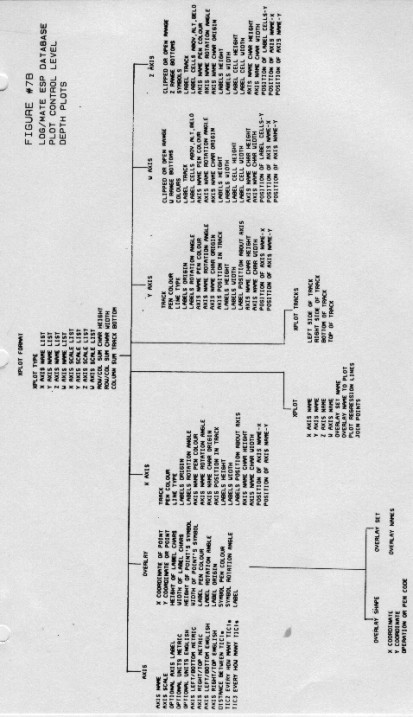 FIGURE #7B
LOG/MATE ESP DATABASE
PLOT CONTROL LEVEL
DEPTH PLOTS
XPLOT FORMAT
XPLOT TYPE
X AXIS NAME LIST
Y AXIS NAME LIST
Z AXIS NAME LIST
W AXIS NAME LIST
X AXIS SCALE LIST
Y AXIS SCALE LIST
Z AXIS SCALE LIST
W AXIS SCALE LIST
ROW/COL SUM CHAR HEIGHT
ROW/COL SUM CHAR WIDTH
COLUMN SUM TRACK BOTTOM
AXIS
AXIS NAME
AXIS SCALE
OPTIONAL AXIS LABEL
OPTIONAL UNITS METRIC
OPTIONAL UNITS ENGLISH
AXIS LEFT/BOTTOM METRIC
AXIS RIGHT/TOP METRIC
AXIS LEFT/BOTTOM ENGLISH
AXIS RIGHT/TOP ENGLISH
DISTANCE BETWEEN TIC1s
TIC2 EVERY HOW MANY TIC1s
TIC3 EVERY HOW MANY TIC1s
OVERLAY
X COORDINATE OF POINT
Y COORDINATE OF POINT
HEIGHT OF LABEL CHARS
WIDTH OF LABEL CHARS
HEIGHT OF POINT'S SYMBOL
WIDTH OF POINT'S SYMBOL
LABEL PEN COLOUR
LABEL ROTATION ANGLE
LABEL ORIGIN
SYMBOL PEN COLOUR
SYMBOL ROTATION ANGLE
LABEL
X AXIS
TRACK
PEN COLOUR
LINE TYPE
LABELS ORIGIN
LABELS ROTATION ANGLE
AXIS NAME PEN COLOUR
AXIS NAME ROTATION ANGLE
AXIS NAME CHAR ORIGIN
AXIS POSITION IN TRACK
LABELS HEIGHT
LABELS WIDTH
LABELS POSITION ABOUT AXIS
AXIS NAME CHAR HEIGHT
AXIS NAME CHAR WIDTH
POSITION OF AXIS NAME-X
POSITION OF AXIS NAME-Y
Y AXIS
TRACK
PEN COLOUR
LINE TYPE
LABELS ORIGIN
LABELS ROTATION ANGLE
AXIS NAME PEN COLOUR
AXIS NAME ROTATION ANGLE
AXIS NAME CHAR ORIGIN
AXIS POSITION IN TRACK
LABELS HEIGHT
LABELS WIDTH
LABEL POSITION ABOUT AXIS
AXIS NAME CHAR HEIGHT
AXIS NAME CHAR WIDTH
POSITION OF AXIS NAME-X
POSITION OF AXIS NAME-Y
W AXIS
CLIPPED OR OPEN RANGE
W RANGE BOTTOMS
COLOURS
LABEL TRACK
LABEL CELLS ABOV,ALT,BELO
AXIS NAME PEN COLOUR
AXIS NAME ROTATION ANGLE
AXIS NAME CHAR ORIGIN
LABELS HEIGHT
LABELS WIDTH
LABEL CELL HEIGHT
LABEL CELL WIDTH
AXIS NAME CHAR HEIGHT
AXIS NAME CHAR WIDTH
POSITION OF LABEL CELLS-Y
POSITION OF AXIS NAME-X
POSITION OF AXIS NAME-Y
Z AXIS
CLIPPED OR OPEN RANGE
Z RANGE BOTTOMS
SYMBOLS
LABEL TRACK
LABEL CELLS ABOV,ALT,BELO
AXIS NAME PEN COLOUR
AXIS NAME ROTATION ANGLE
AXIS NAME CHAR ORIGIN
LABELS HEIGHT
LABELS WIDTH
LABEL CELL HEIGHT
LABEL CELL WIDTH
AXIS NAME CHAR HEIGHT
AXIS NAME CHAR WIDTH
POSITION OF LABEL CELLS-Y
POSITION OF AXIS NAME-X
POSITION OF AXIS NAME-Y
XPLOT
X AXIS NAME
Y AXIS NAME
Z AXIS NAME
W AXIS NAME
OVERLAY SET NAME
OVERLAY NAME TO PLOT
PLOT REGRESSION LINES
JOIN POINTS
XPLOT TRACKS
LEFT SIDE OF TRACK
RIGHT SIDE OF TRACK
BOTTOM OF TRACK
TOP OF TRACK
OVERLAY SHAPE
X COORDINATE
Y COORDINATE
OPERATION OR PEN CODE
OVERLAY SET
OVERLAY NAMES